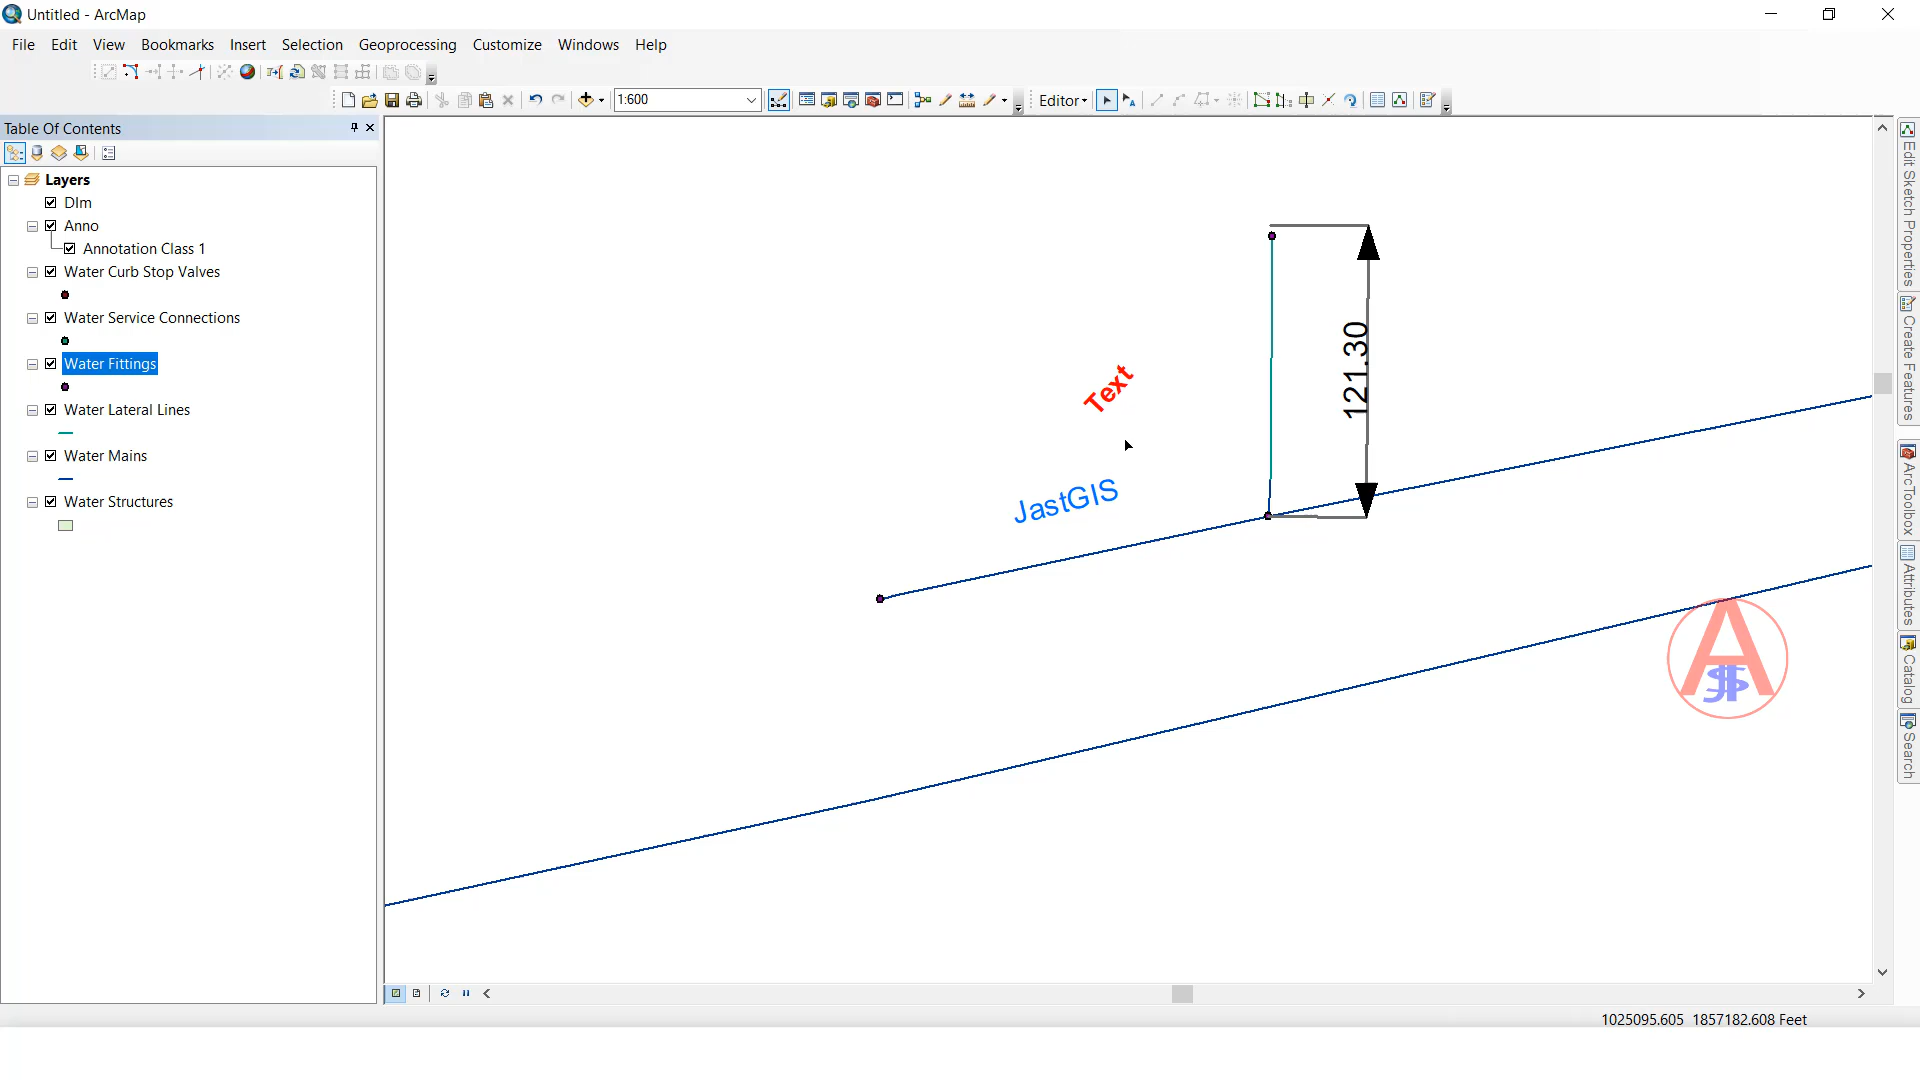 Untitled - ArcMap
File Edit View Bookmarks Insert Selection Geoprocessing Customize Windows Help
1:600
Editor
Table Of Contents
Layers
DIm
Anno
Annotation Class 1
Water Curb Stop Valves
Water Service Connections
Water Fittings
Water Lateral Lines
Water Mains
Water Structures
Text
JastGIS
121.30
A
Edit Sketch Properties
Create Features
ArcToolbox
Attributes
Catalog
Search
1025095.605 1857182.608 Feet